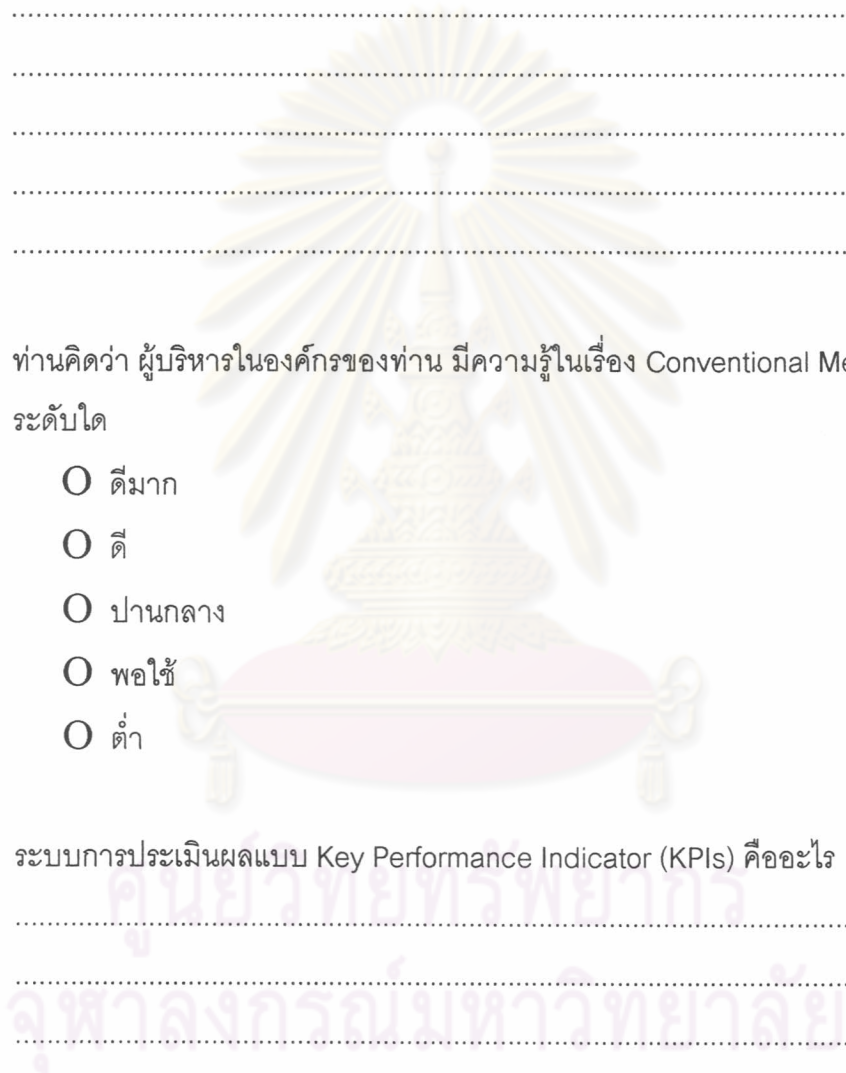 ท่านคิดว่า ผู้บริหารในองค์กรของท่าน มีความรู้ในเรื่อง Conventional
ระดับใด
O ดีมาก
O ดี
O ปานกลาง
O พอใช้
O ต่ำ
ระบบการประเมินผลแบบ Key Performance Indicator (KPIs) คืออะไร
ศูนย์วิทยทรัพยากร
จุฬาลงกรณ์มหาวิทยาลัย